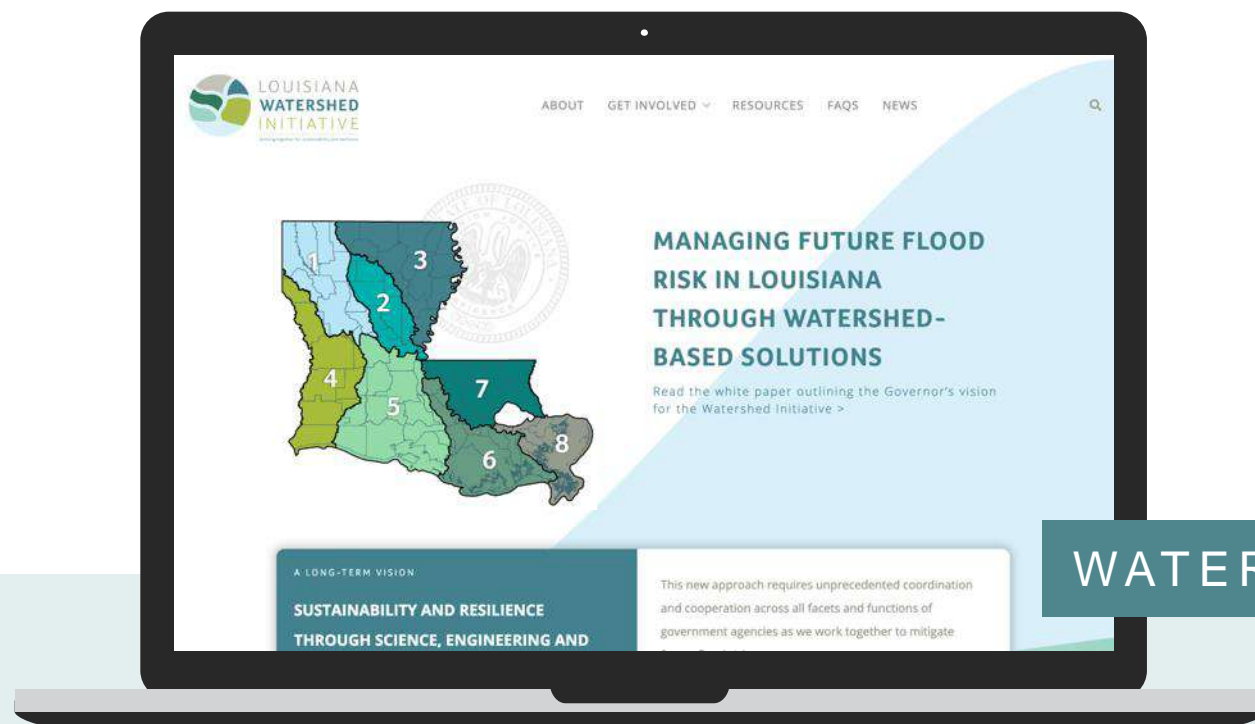 LOUISIANA
WATERSHED
INITIATIVE
ABOUT GET INVOLVED RESOURCES FAQS NEWS
1
3
2
4
5
7
8
6
MANAGING FUTURE FLOOD
RISK IN LOUISIANA
THROUGH WATERSHED-
BASED SOLUTIONS
Read the white paper outlining the Governor's vision
for the Watershed Initiative >
A LONG-TERM VISION
SUSTAINABILITY AND RESILIENCE
THROUGH SCIENCE, ENGINEERING AND
This new approach requires unprecedented coordination
and cooperation across all facets and functions of
government agencies as we work together to mitigate
WATER